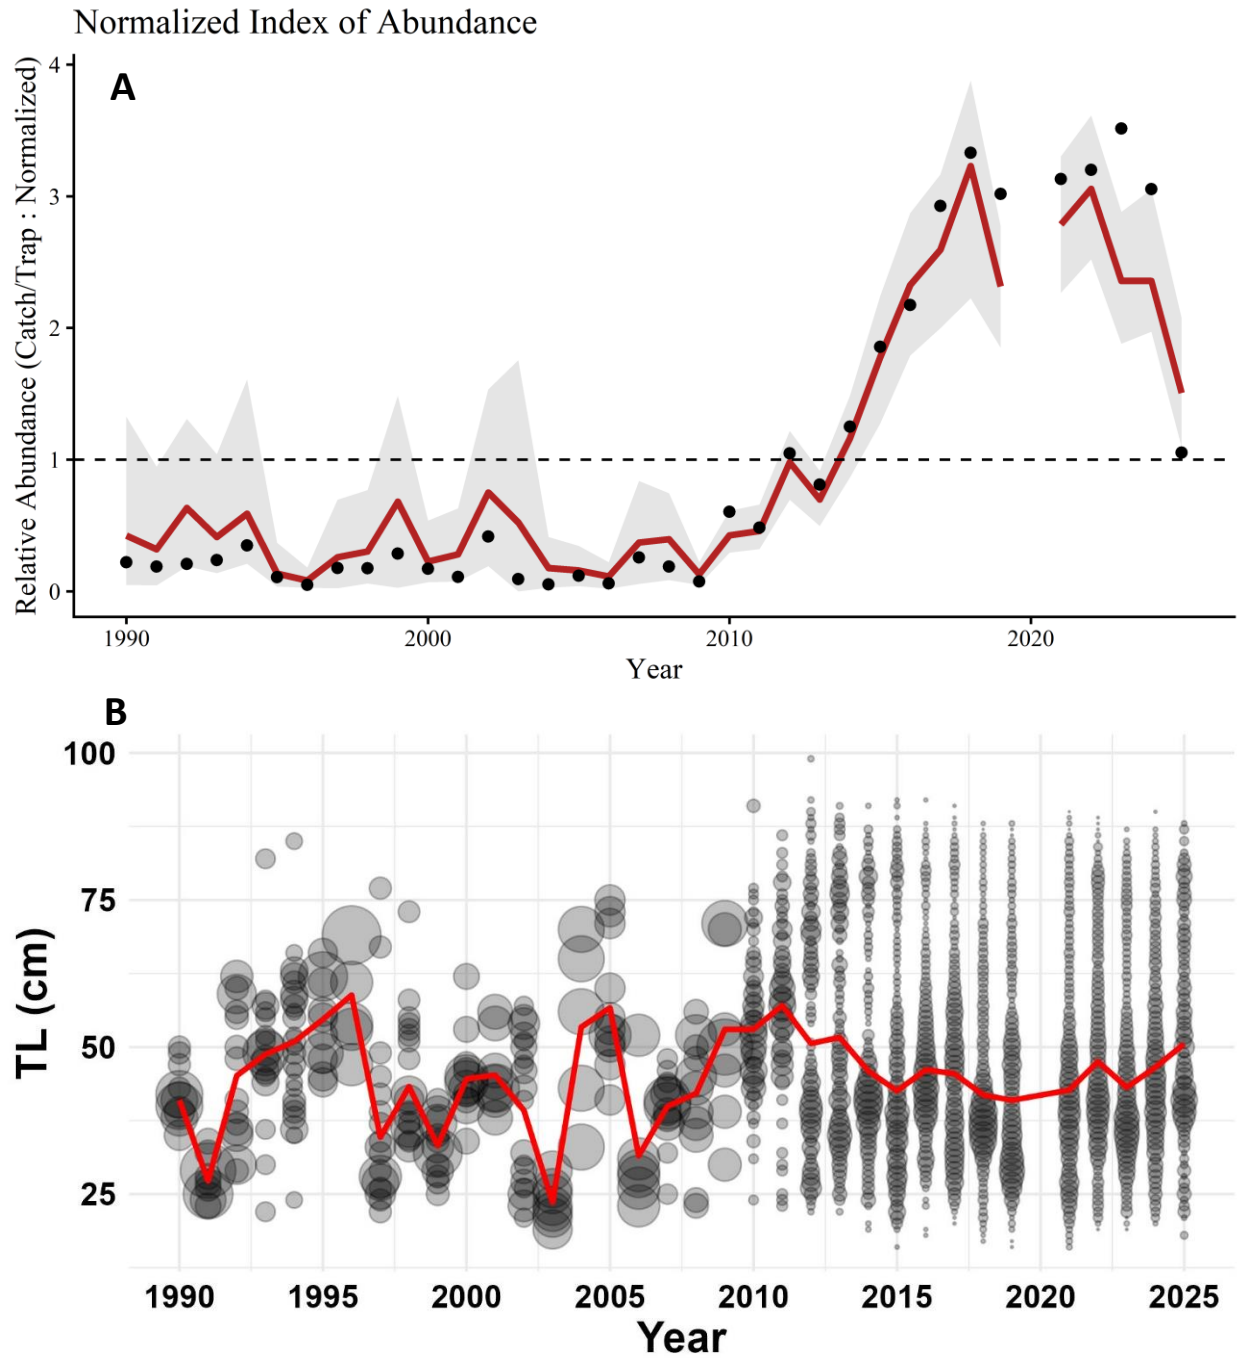 Normalized Index of Abundance
A
Relative Abundance (Catch/Trap : Normalized)
4
3
2
1
0
1990 2000 2010 2020
Year
B
TL (cm)
100
75
50
25
1990 1995 2000 2005 2010 2015 2020 2025
Year